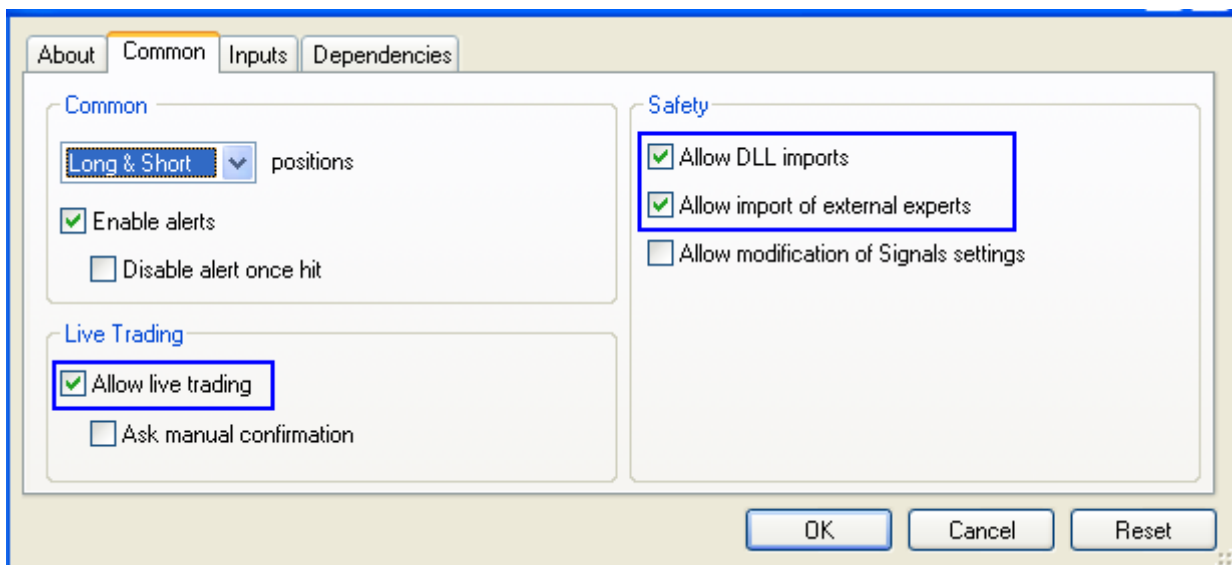 About Common Inputs Dependencies
Common
Long & Short positions
Enable alerts
Disable alert once hit
Live Trading
Allow live trading
Ask manual confirmation
Safety
Allow DLL imports
Allow import of external experts
Allow modification of Signals settings
OK Cancel Reset